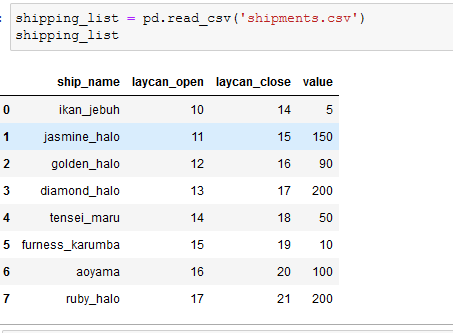 shipping_list = pd.read_csv('shipments.csv')
shipping_list
ship_name laycan_open laycan_close value
0 ikan_jebuh 10 14 5
1 jasmine_halo 11 15 150
2 golden_halo 12 16 90
3 diamond_halo 13 17 200
4 tensei_maru 14 18 50
5 furness_karumba 15 19 10
6 aoyama 16 20 100
7 ruby_halo 17 21 200